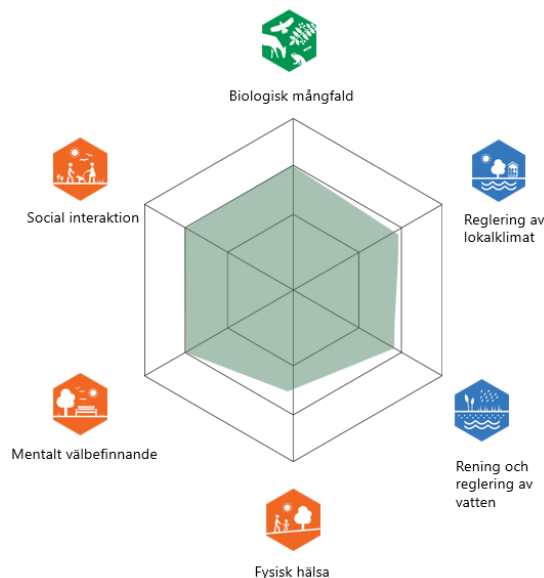 Biologisk mångfald
Social interaktion
Reglering av
lokalklimat
Mentalt välbefinnande
Rening och
reglering av
vatten
Fysisk hälsa